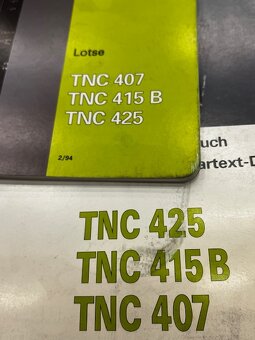 Lotse
TNC 407
TNC 415 B
TNC 425
2/94
uch
artext-D
TNC 425
TNC 415 B
TNC 407